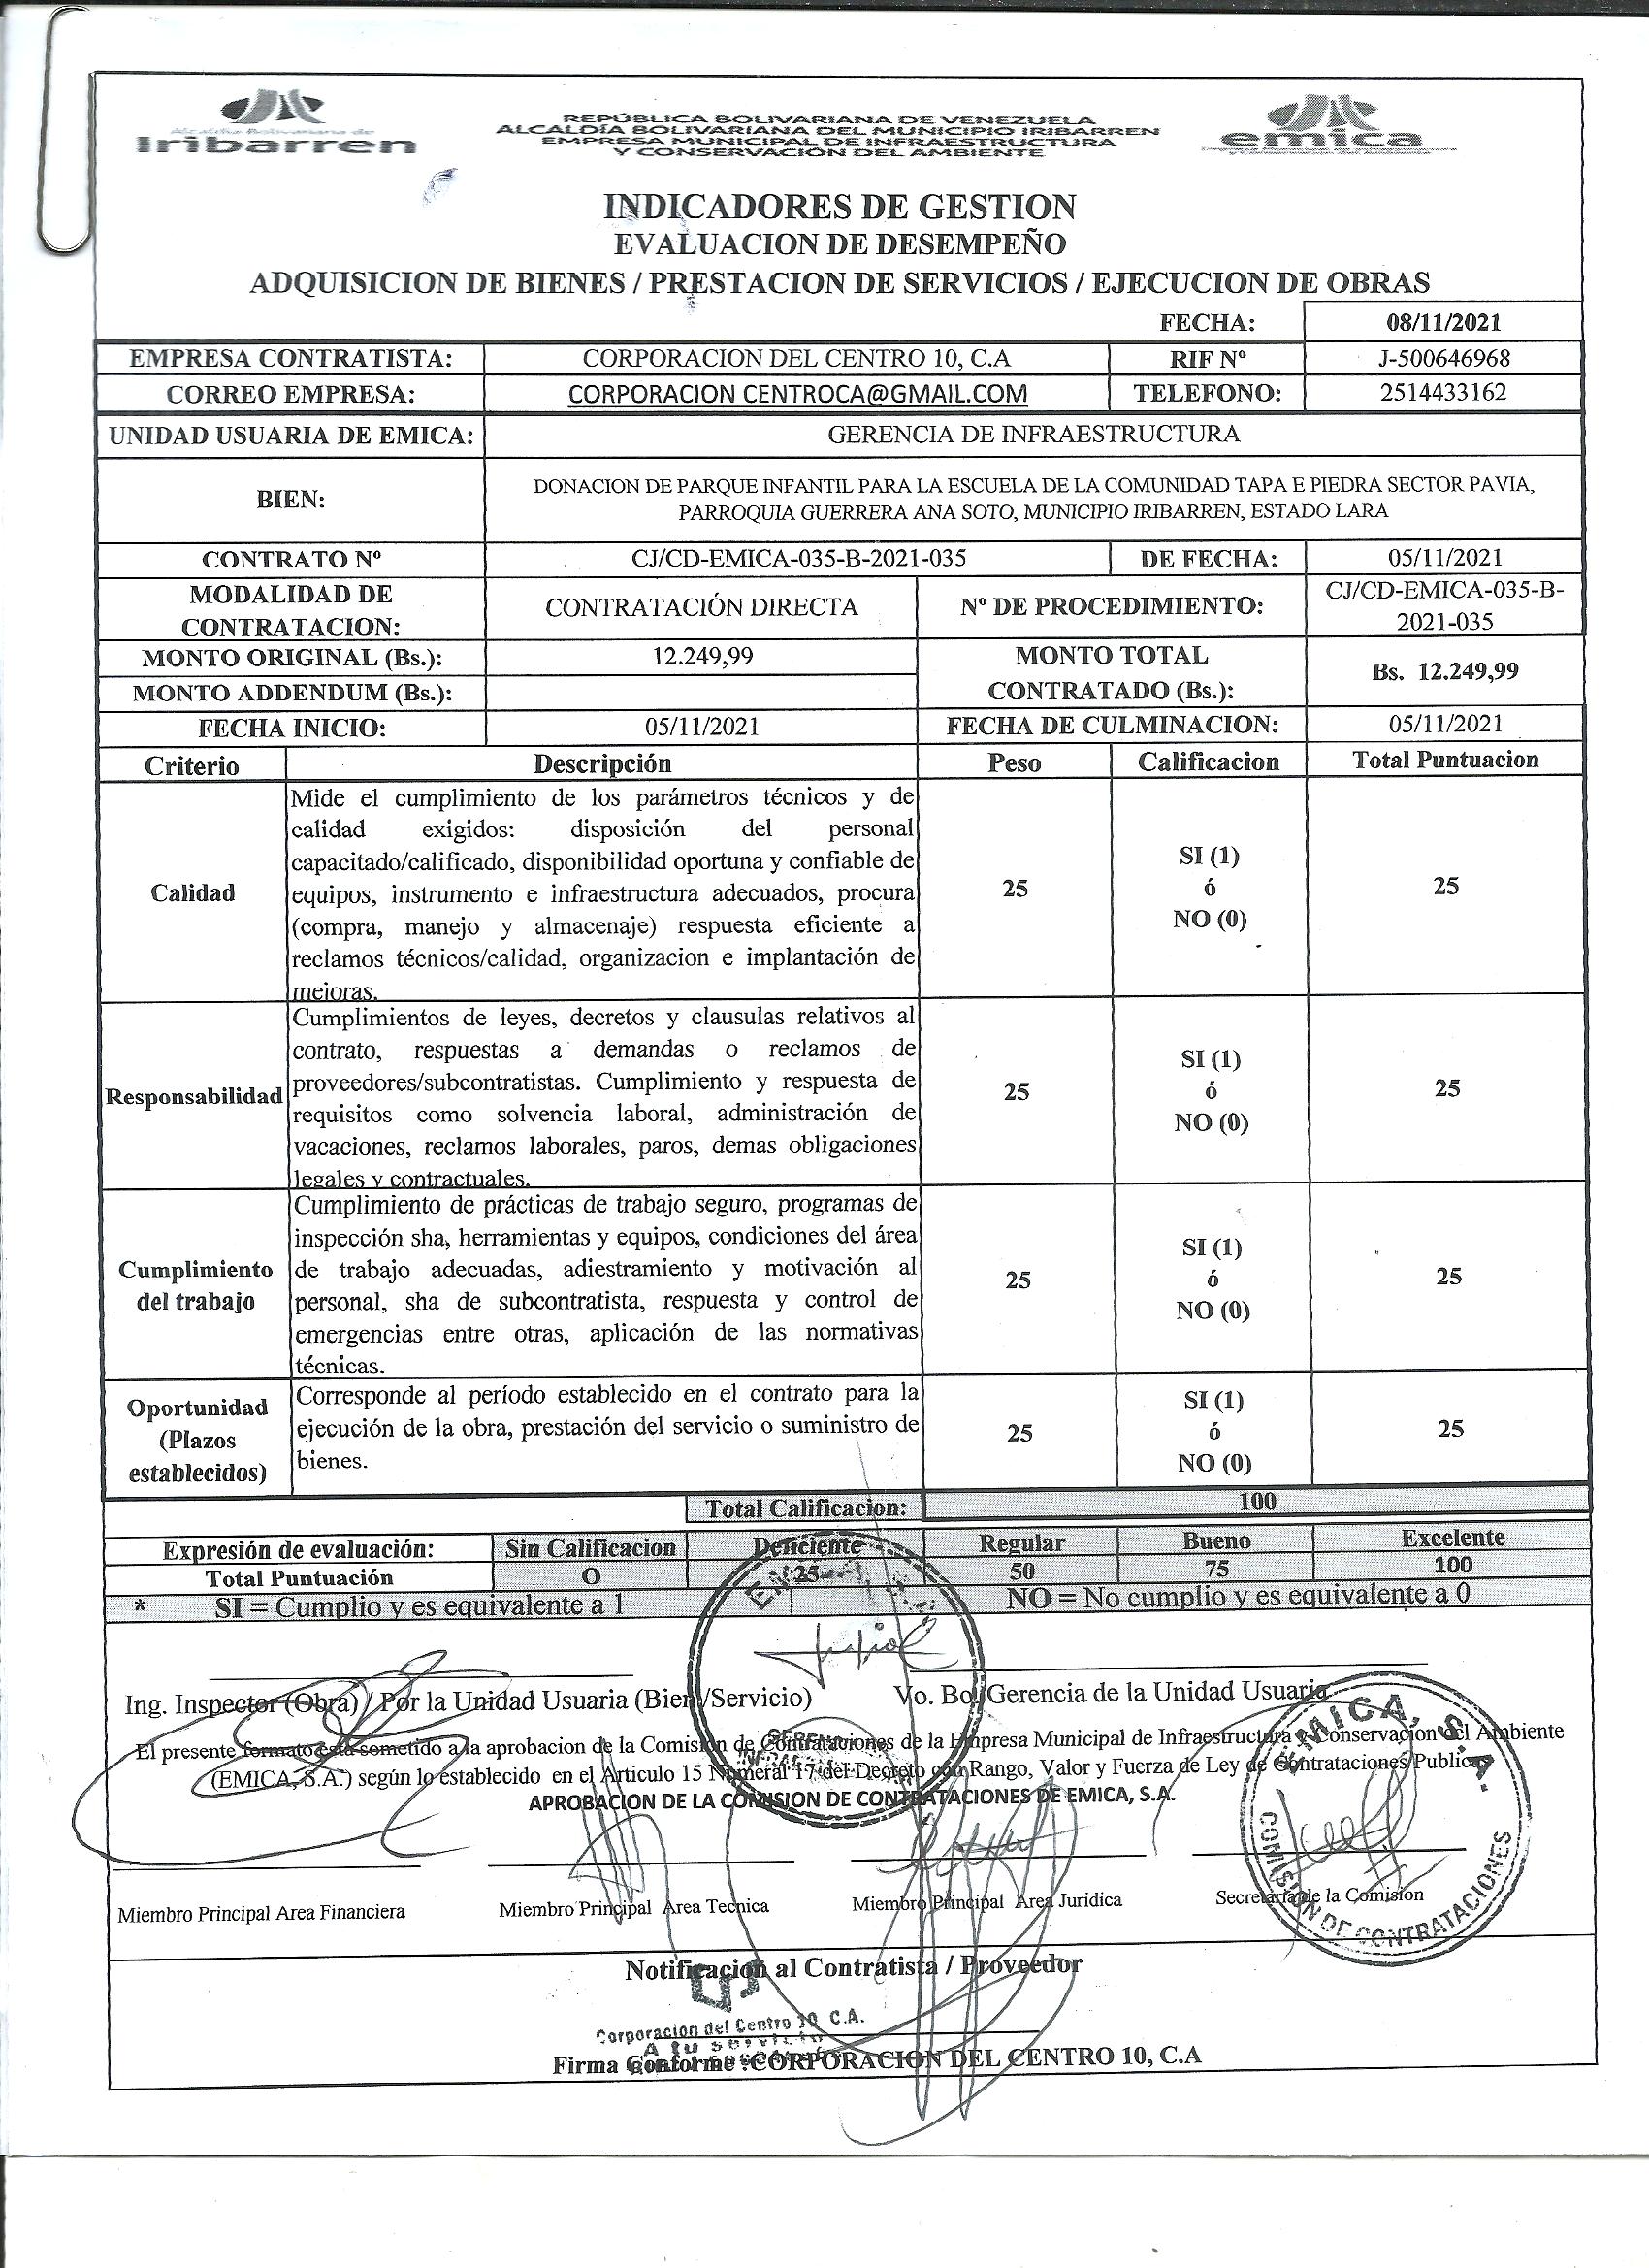 Alcaldía Bolivariana de
Iribarren
REPÚBLICA BOLIVARIANA DE VENEZUELA
ALCALDÍA BOLIVARIANA DEL MUNICIPIO IRIBARREN
EMPRESA MUNICIPAL DE INFRAESTRUCTURA
Y CONSERVACIÓN DEL AMBIENTE
emica
INDICADORES DE GESTION
EVALUACION DE DESEMPEÑO
ADQUISICION DE BIENES / PRESTACION DE SERVICIOS / EJECUCION DE OBRAS
FECHA: 08/11/2021
EMPRESA CONTRATISTA: CORPORACION DEL CENTRO 10, C.A RIF Nº J-500646968
CORREO EMPRESA: CORPORACION CENTROCA@GMAIL.COM TELEFONO: 2514433162
UNIDAD USUARIA DE EMICA: GERENCIA DE INFRAESTRUCTURA
BIEN: DONACION DE PARQUE INFANTIL PARA LA ESCUELA DE LA COMUNIDAD TAPA E PIEDRA SECTOR PAVIA,
PARROQUIA GUERRERA ANA SOTO, MUNICIPIO IRIBARREN, ESTADO LARA
CONTRATO Nº CJ/CD-EMICA-035-B-2021-035 DE FECHA: 05/11/2021
MODALIDAD DE
CONTRATACION: CONTRATACIÓN DIRECTA Nº DE PROCEDIMIENTO: CJ/CD-EMICA-035-B-
2021-035
MONTO ORIGINAL (Bs.): 12.249,99 MONTO TOTAL
CONTRATADO (Bs.): Bs. 12.249,99
MONTO ADDENDUM (Bs.):
FECHA INICIO: 05/11/2021 FECHA DE CULMINACION: 05/11/2021
Criterio Descripción Peso Calificacion Total Puntuacion
Calidad
Mide el cumplimiento de los parámetros técnicos y de
calidad exigidos: disposición del personal
capacitado/calificado, disponibilidad oportuna y confiable de
equipos, instrumento e infraestructura adecuados, procura
(compra, manejo y almacenaje) respuesta eficiente a
reclamos técnicos/calidad, organizacion e implantación de
mejoras.
25
SI (1)
ó
NO (0)
25
Responsabilidad
Cumplimientos de leyes, decretos y clausulas relativos al
contrato, respuestas a demandas o reclamos de
proveedores/subcontratistas. Cumplimiento y respuesta de
requisitos como solvencia laboral, administración de
vacaciones, reclamos laborales, paros, demas obligaciones
legales y contractuales.
25
SI (1)
ó
NO (0)
25
Cumplimiento
del trabajo
Cumplimiento de prácticas de trabajo seguro, programas de
inspección sha, herramientas y equipos, condiciones del área
de trabajo adecuadas, adiestramiento y motivación al
personal, sha de subcontratista, respuesta y control de
emergencias entre otras, aplicación de las normativas
técnicas.
25
SI (1)
ó
NO (0)
25
Oportunidad
(Plazos
establecidos)
Corresponde al período establecido en el contrato para la
ejecución de la obra, prestación del servicio o suministro de
bienes.
25
SI (1)
ó
NO (0)
25
Total Calificacion: 100
Expresión de evaluación: Sin Calificacion Deficiente Regular Bueno Excelente
Total Puntuación O 25 50 75 100
* SI = Cumplio y es equivalente a 1 NO = No cumplio y es equivalente a 0
Ing. Inspector (Obra) / Por la Unidad Usuaria (Bien/Servicio) Vo. Bo. Gerencia de la Unidad Usuaria
El presente formato esta sometido a la aprobacion de la Comisión de Contrataciones de la Empresa Municipal de Infraestructura y Conservación del Ambiente
(EMICA, S.A.) según lo establecido en el Articulo 15 Numeral 17 del Decreto con Rango, Valor y Fuerza de Ley de Contrataciones Publica
APROBACION DE LA COMISION DE CONTRATACIONES DE EMICA, S.A.
EMICA, S.A.
COMISIÓN DE CONTRATACIONES
Miembro Principal Area Financiera Miembro Principal Area Tecnica Miembro Principal Area Jurídica Secretaria de la Comisíon
Notificación al Contratista / Proveedor
Corporacion del Centro 10 C.A.
A tu servicio
Firma Conforme :CORPORACION DEL CENTRO 10, C.A